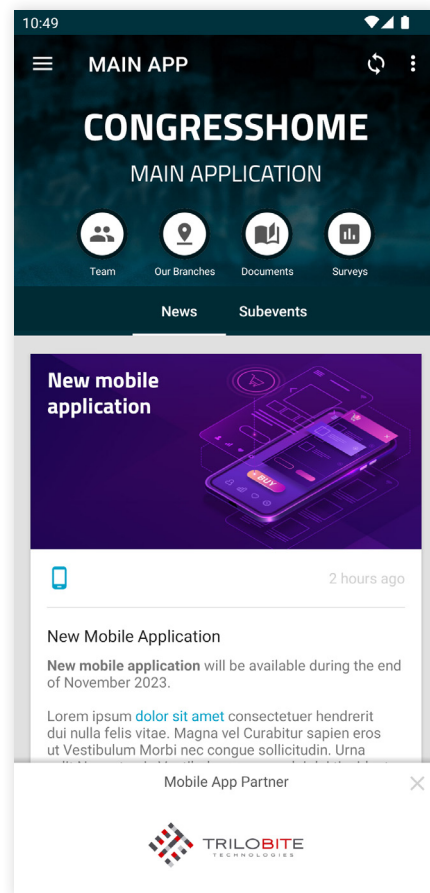 10:49
MAIN APP
CONGRESSHOME
MAIN APPLICATION
Team
Our Branches
Documents
Surveys
News
Subevents
New mobile
application
BUY
2 hours ago
New Mobile Application
New mobile application will be available during the end
of November 2023.
Lorem ipsum dolor sit amet consectetuer hendrerit
dui nulla felis vitae. Magna vel Curabitur sapien eros
ut Vestibulum Morbi nec congue sollicitudin. Urna
Mobile App Partner
TRILOBITE
TECHNOLOGIES